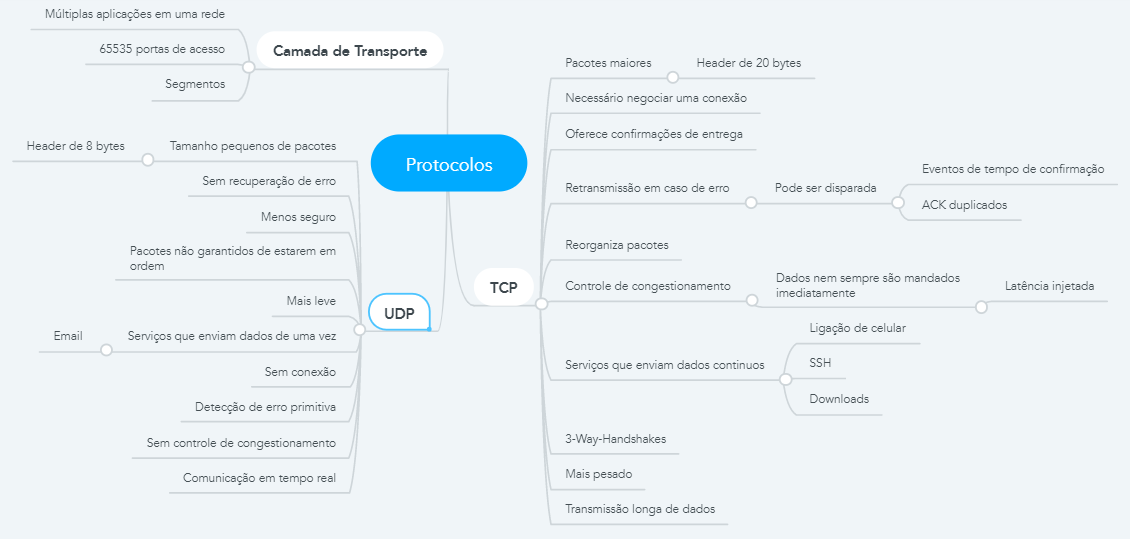 Protocolos
Camada de Transporte
Múltiplas aplicações em uma rede
65535 portas de acesso
Segmentos
UDP
Tamanho pequenos de pacotes
Header de 8 bytes
Sem recuperação de erro
Menos seguro
Pacotes não garantidos de estarem em
ordem
Mais leve
Serviços que enviam dados de uma vez
Email
Sem conexão
Detecção de erro primitiva
Sem controle de congestionamento
Comunicação em tempo real
TCP
Pacotes maiores
Header de 20 bytes
Necessário negociar uma conexão
Oferece confirmações de entrega
Retransmissão em caso de erro
Pode ser disparada
Eventos de tempo de confirmação
ACK duplicados
Reorganiza pacotes
Controle de congestionamento
Dados nem sempre são mandados
imediatamente
Latência injetada
Serviços que enviam dados continuos
Ligação de celular
SSH
Downloads
3-Way-Handshakes
Mais pesado
Transmissão longa de dados